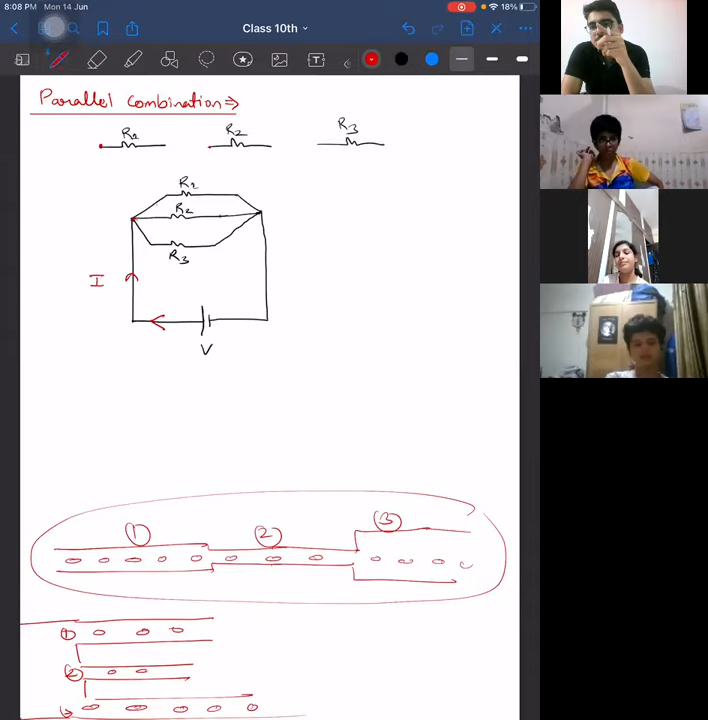 8:08 PM Mon 14 Jun
18%
Class 10th
Parallel Combination ⇒
R1 R2 R3
R1
R2
R3
I
V
① ② ③
①
②